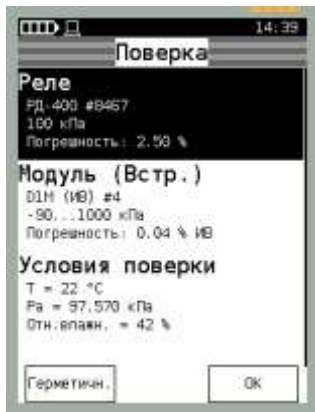 14:39
Поверка
Реле
РД-400 #8467
100 кПа
Погрешность: 2.50 %
Модуль (Встр.)
D1M (ИВ) #4
-90...1000 кПа
Погрешность: 0.04 % ИВ
Условия поверки
T = 22 °C
Pa = 97.570 кПа
Отн.влажн. = 42 %
Герметичн.
OK